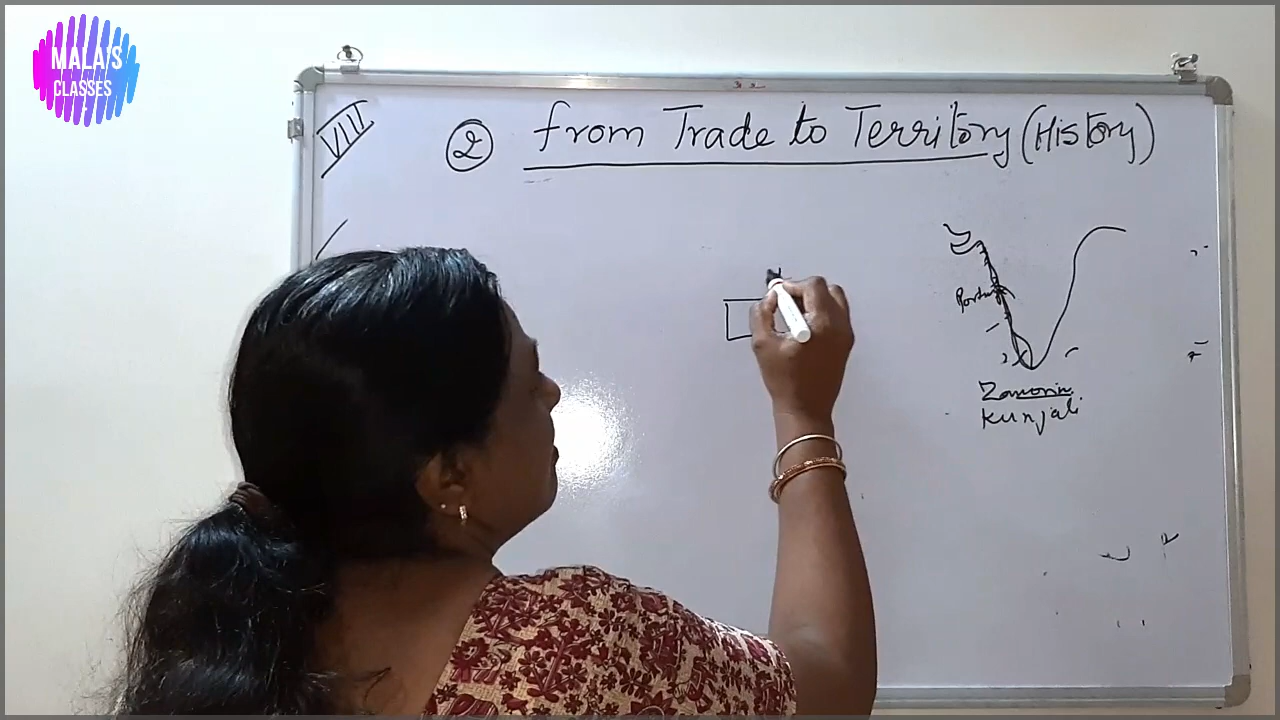 MALA'S
CLASSES
VIII
② from Trade to Territory (History)
Zamorin
Kunjali